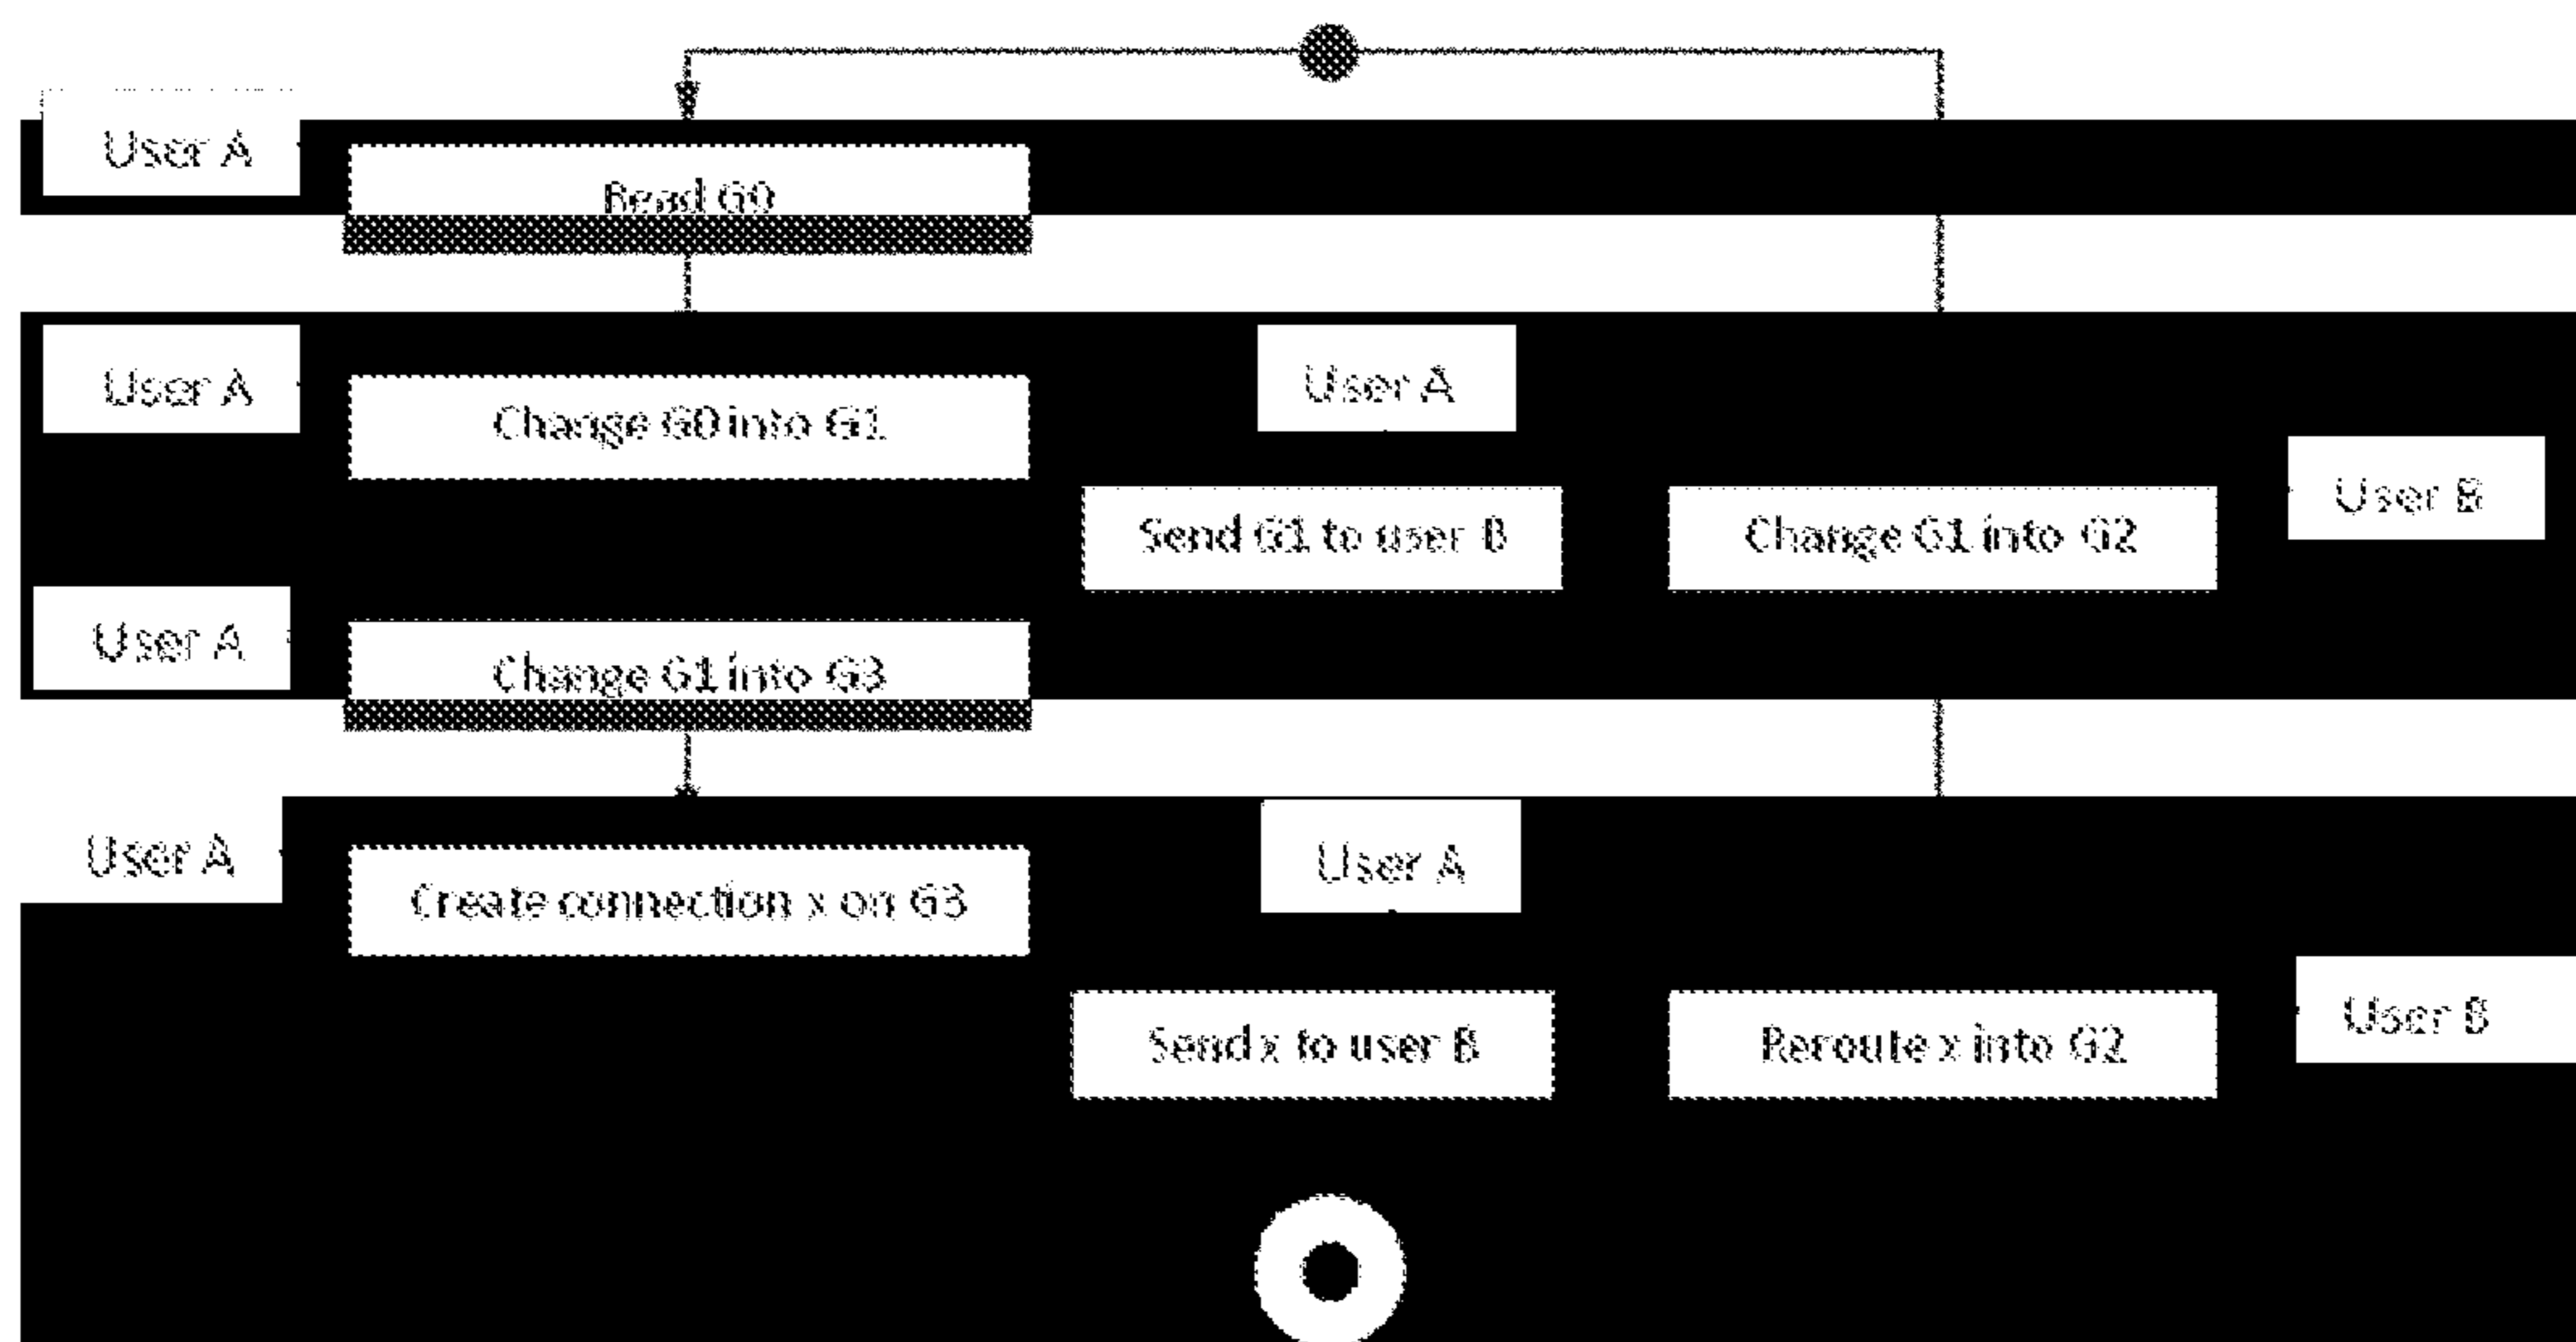 User A
Read G0
User A
Change G0 into G1
User A
Send G1 to user B
Change G1 into G2
User B
User A
Change G1 into G3
User A
Create connection x on G3
User A
Send x to user B
Reroute x into G2
User B